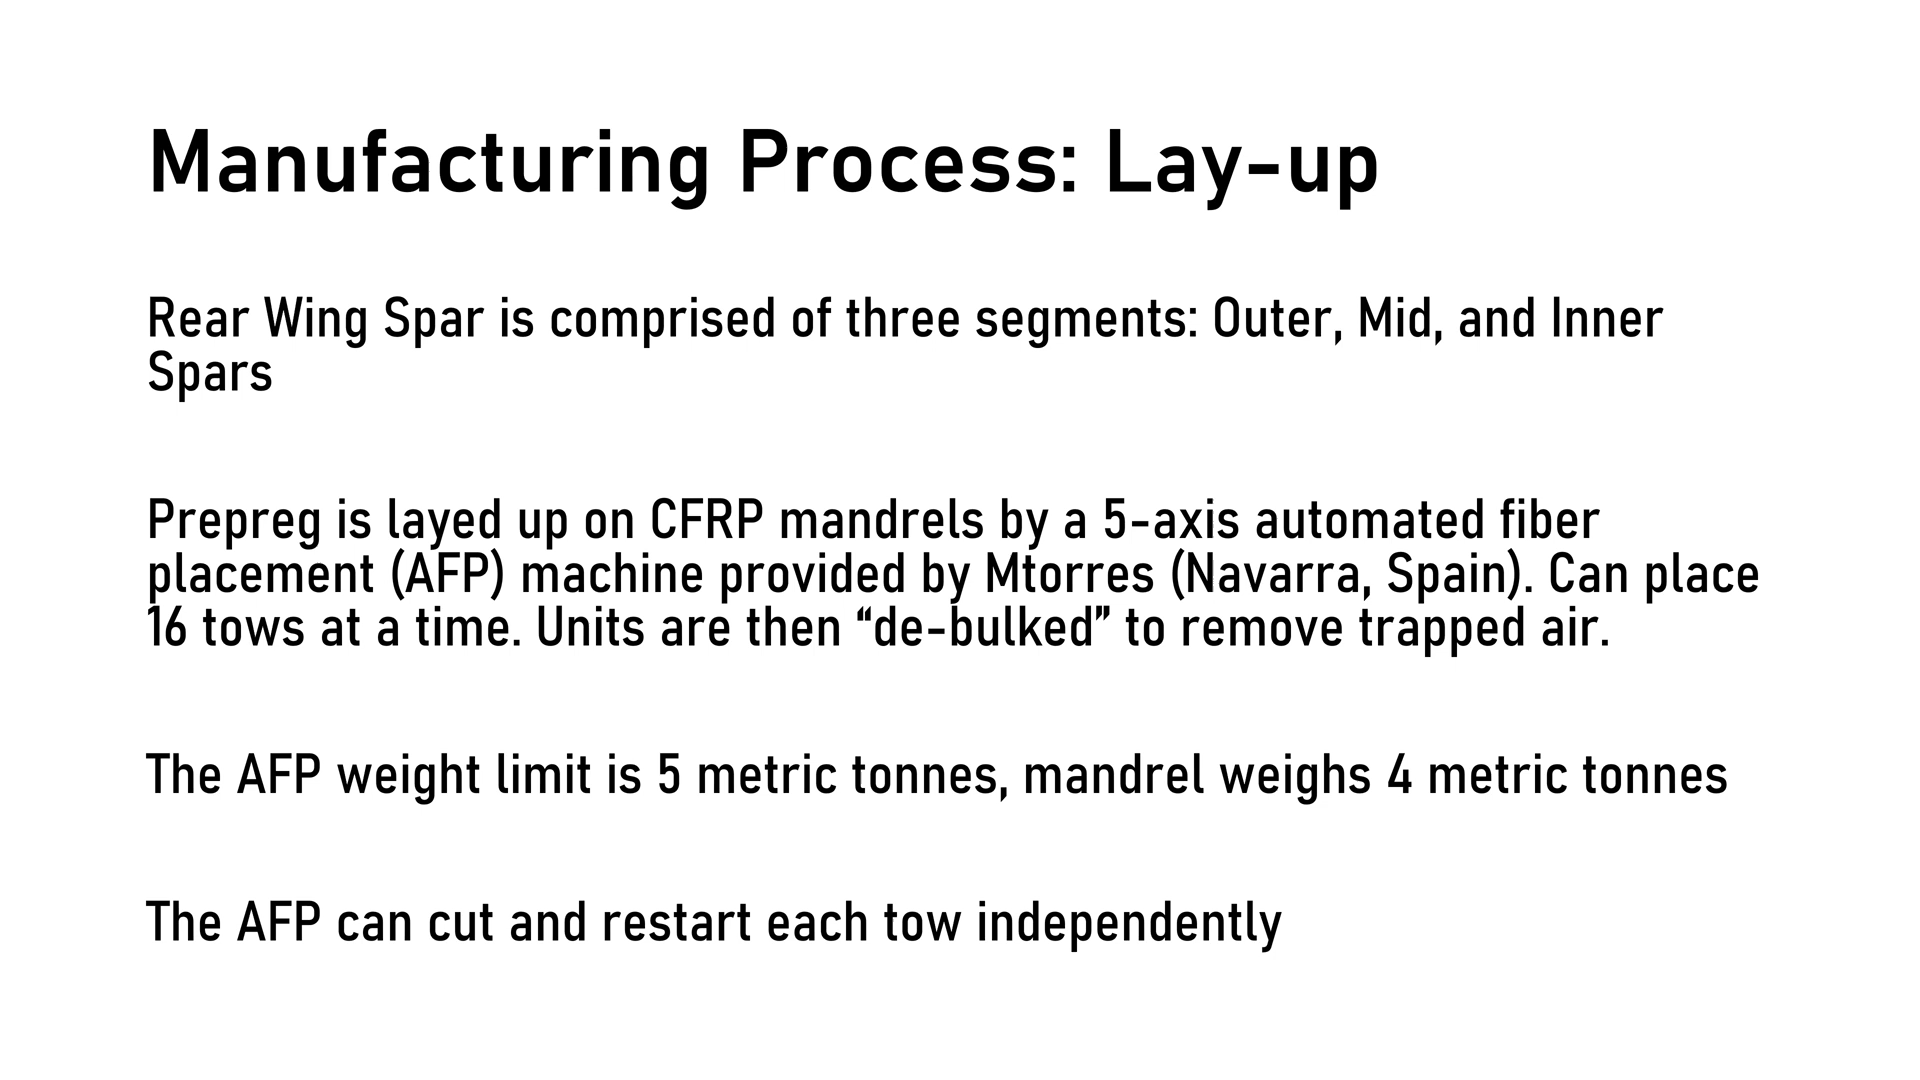 Manufacturing Process: Lay-up
Rear Wing Spar is comprised of three segments: Outer, Mid, and Inner
Spars
Prepreg is layed up on CFRP mandrels by a 5-axis automated fiber
placement (AFP) machine provided by Mtorres (Navarra, Spain). Can place
16 tows at a time. Units are then “de-bulked” to remove trapped air.
The AFP weight limit is 5 metric tonnes, mandrel weighs 4 metric tonnes
The AFP can cut and restart each tow independently